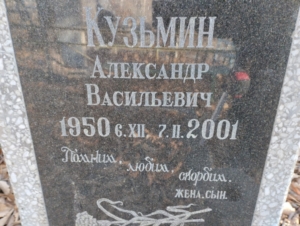 КУЗЬМИН
АЛЕКСАНДР
ВАСИЛЬЕВИЧ
1950 6.XII. 7.II.2001
Помним, любим, скорбим.
ЖЕНА, СЫН.